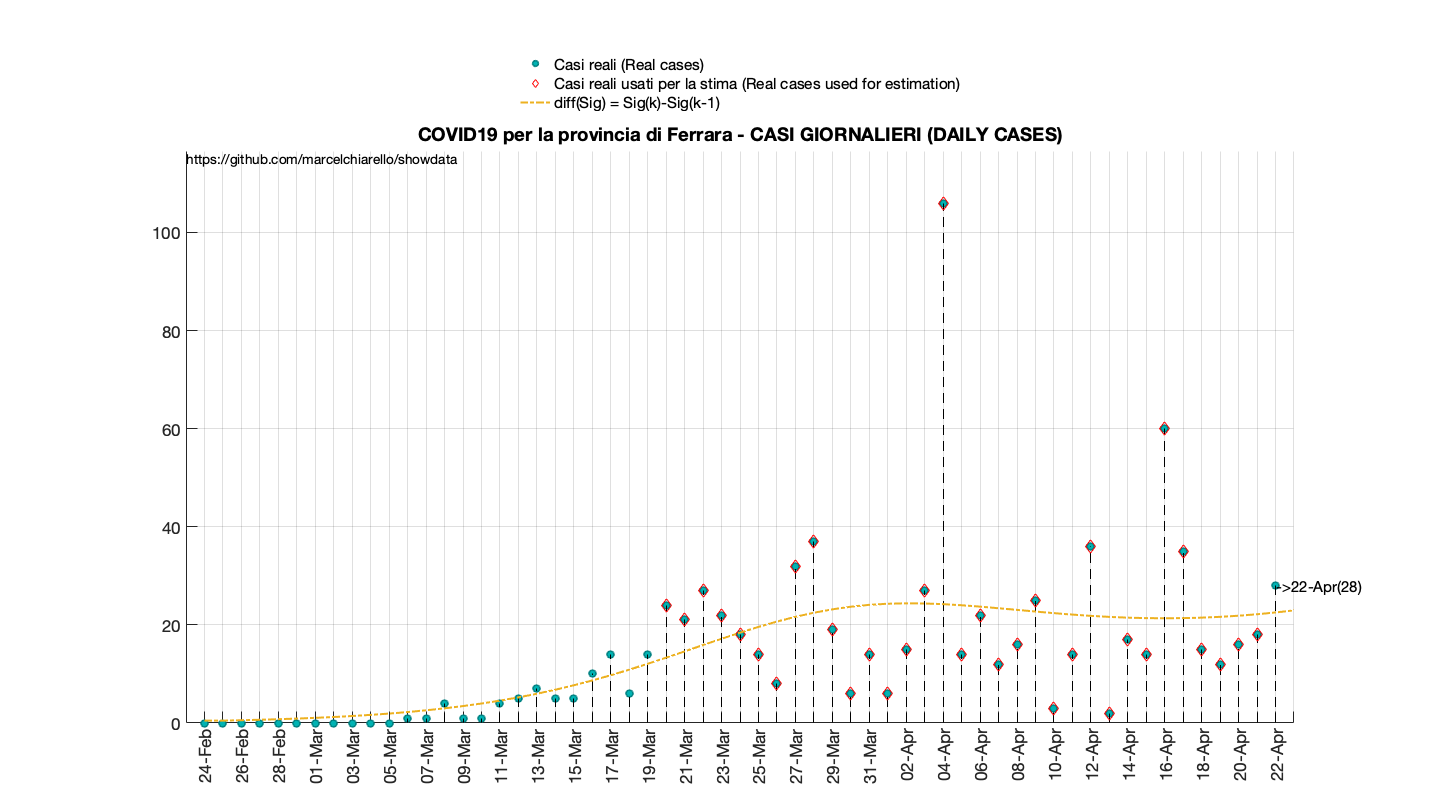 Casi reali (Real cases)
Casi reali usati per la stima (Real cases used for estimation)
diff(Sig) = Sig(k)-Sig(k-1)
COVID19 per la provincia di Ferrara - CASI GIORNALIERI (DAILY CASES)
https://github.com/marcelchiarello/showdata
100
80
60
40
20
0
->22-Apr(28)
24-Feb
26-Feb
28-Feb
01-Mar
03-Mar
05-Mar
07-Mar
09-Mar
11-Mar
13-Mar
15-Mar
17-Mar
19-Mar
21-Mar
23-Mar
25-Mar
27-Mar
29-Mar
31-Mar
02-Apr
04-Apr
06-Apr
08-Apr
10-Apr
12-Apr
14-Apr
16-Apr
18-Apr
20-Apr
22-Apr